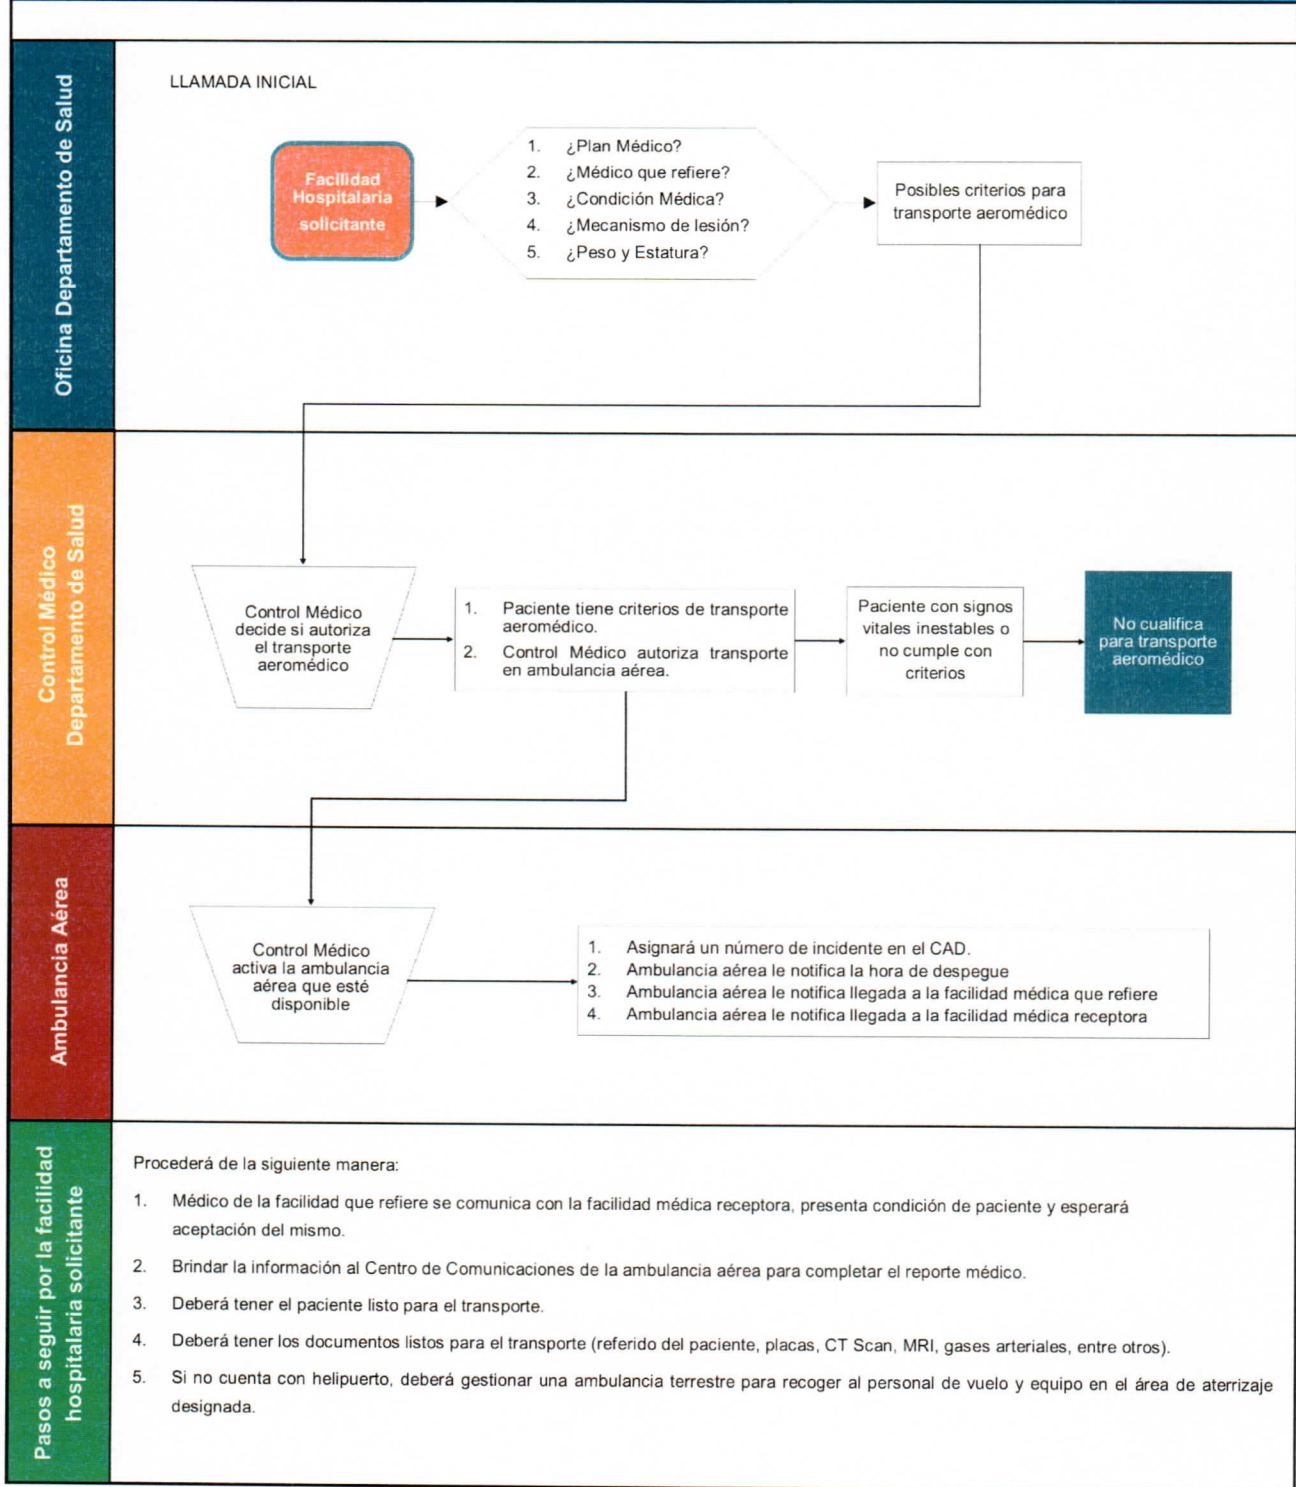 Oficina Departamento de Salud
LLAMADA INICIAL
Facilidad
Hospitalaria
solicitante
1. ¿Plan Médico?
2. ¿Médico que refiere?
3. ¿Condición Médica?
4. ¿Mecanismo de lesión?
5. ¿Peso y Estatura?
Posibles criterios para
transporte aeromédico
Control Médico
Departamento de Salud
Control Médico
decide si autoriza
el transporte
aeromédico
1. Paciente tiene criterios de transporte
aeromédico.
2. Control Médico autoriza transporte
en ambulancia aérea.
Paciente con signos
vitales inestables o
no cumple con
criterios
No cualifica
para transporte
aeromédico
Ambulancia Aérea
Control Médico
activa la ambulancia
aérea que esté
disponible
1. Asignará un número de incidente en el CAD.
2. Ambulancia aérea le notifica la hora de despegue
3. Ambulancia aérea le notifica llegada a la facilidad médica que refiere
4. Ambulancia aérea le notifica llegada a la facilidad médica receptora
Pasos a seguir por la facilidad
hospitalaria solicitante
Procederá de la siguiente manera:
1. Médico de la facilidad que refiere se comunica con la facilidad médica receptora, presenta condición de paciente y esperará
aceptación del mismo.
2. Brindar la información al Centro de Comunicaciones de la ambulancia aérea para completar el reporte médico.
3. Deberá tener el paciente listo para el transporte.
4. Deberá tener los documentos listos para el transporte (referido del paciente, placas, CT Scan, MRI, gases arteriales, entre otros).
5. Si no cuenta con helipuerto, deberá gestionar una ambulancia terrestre para recoger al personal de vuelo y equipo en el área de aterrizaje
designada.